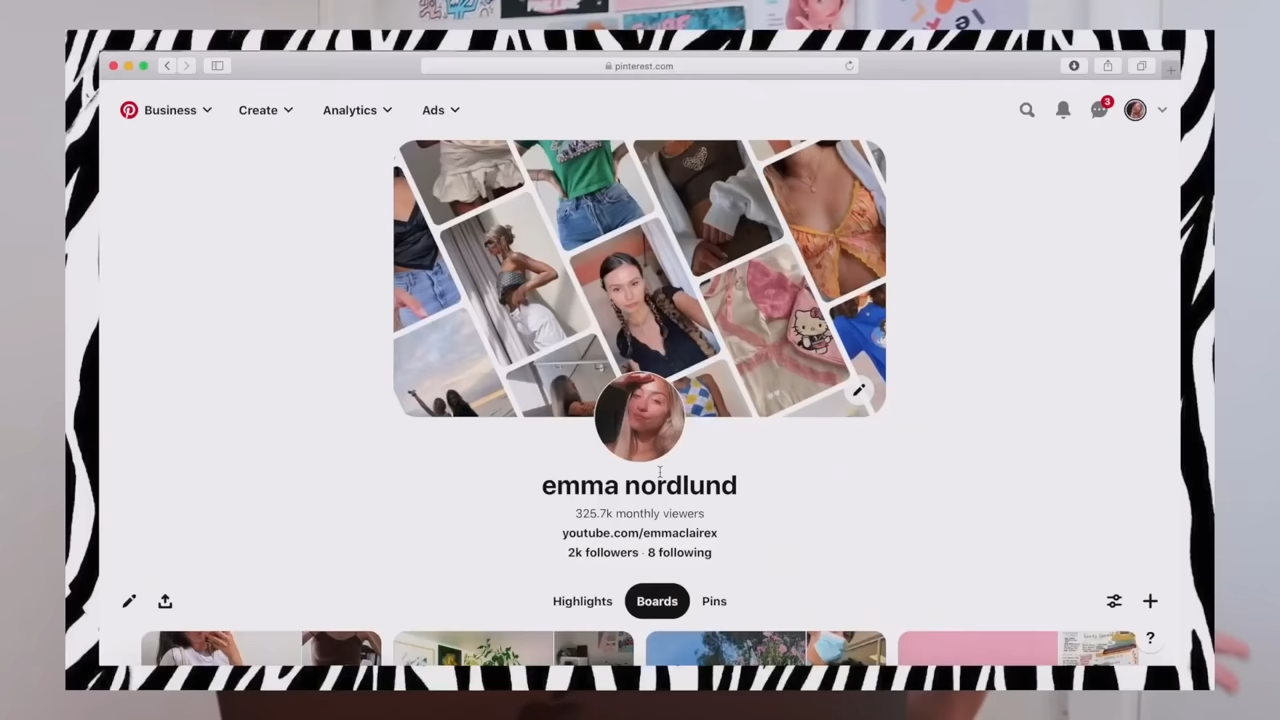 pinterest.com
Business Create Analytics Ads
3
emma nordlund
325.7k monthly viewers
youtube.com/emmaclairex
2k followers · 8 following
Highlights Boards Pins
?